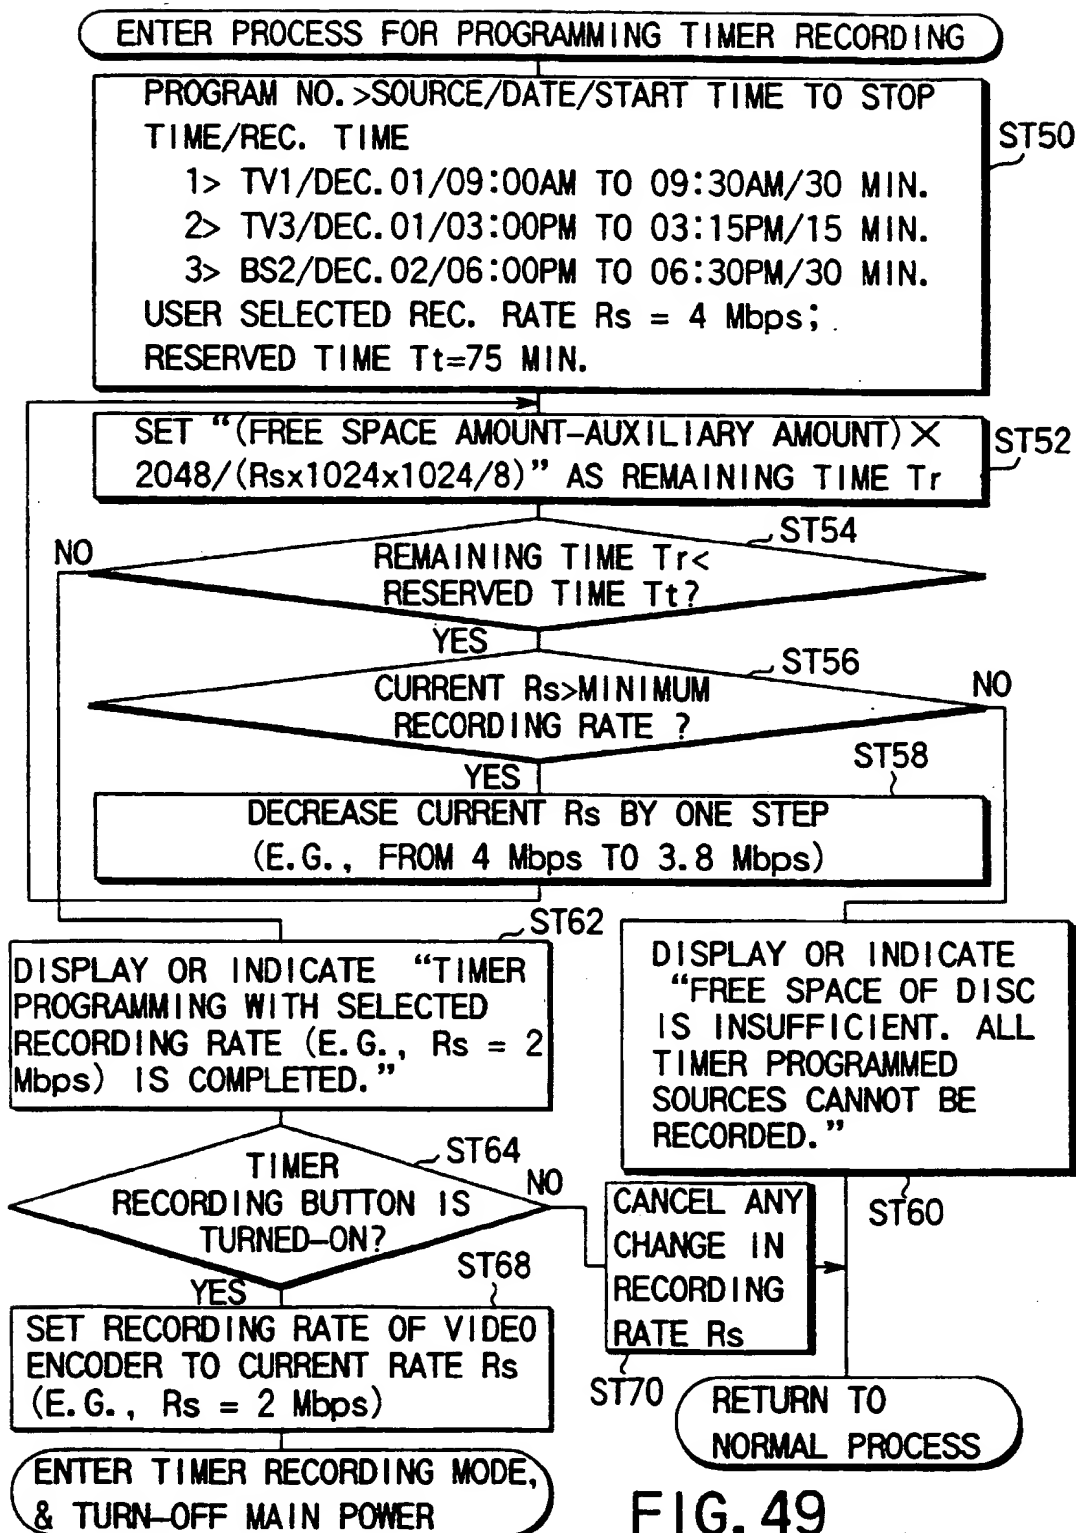 ENTER PROCESS FOR PROGRAMMING TIMER RECORDING
PROGRAM NO.>SOURCE/DATE/START TIME TO STOP
TIME/REC. TIME
1> TV1/DEC.01/09:00AM TO 09:30AM/30 MIN.
2> TV3/DEC.01/03:00PM TO 03:15PM/15 MIN.
3> BS2/DEC.02/06:00PM TO 06:30PM/30 MIN.
USER SELECTED REC. RATE Rs = 4 Mbps;
RESERVED TIME Tt=75 MIN.
ST50
SET “(FREE SPACE AMOUNT-AUXILIARY AMOUNT)×
2048/(Rsx1024x1024/8)” AS REMAINING TIME Tr
ST52
ST54
NO
REMAINING TIME Tr<
RESERVED TIME Tt?
YES
ST56
CURRENT Rs>MINIMUM
RECORDING RATE ?
NO
YES
ST58
DECREASE CURRENT Rs BY ONE STEP
(E.G., FROM 4 Mbps TO 3.8 Mbps)
ST62
DISPLAY OR INDICATE “TIMER
PROGRAMMING WITH SELECTED
RECORDING RATE (E.G., Rs = 2
Mbps) IS COMPLETED.”
DISPLAY OR INDICATE
“FREE SPACE OF DISC
IS INSUFFICIENT. ALL
TIMER PROGRAMMED
SOURCES CANNOT BE
RECORDED.”
ST60
ST64
TIMER
RECORDING BUTTON IS
TURNED-ON?
NO
YES
CANCEL ANY
CHANGE IN
RECORDING
RATE Rs
ST70
ST68
SET RECORDING RATE OF VIDEO
ENCODER TO CURRENT RATE Rs
(E.G., Rs = 2 Mbps)
RETURN TO
NORMAL PROCESS
ENTER TIMER RECORDING MODE,
& TURN-OFF MAIN POWER
FIG. 49